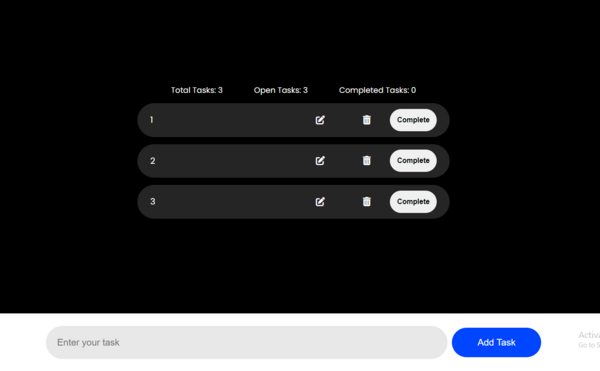 Total Tasks: 3 Open Tasks: 3 Completed Tasks: 0
1 Complete
2 Complete
3 Complete
Enter your task Add Task
Go to